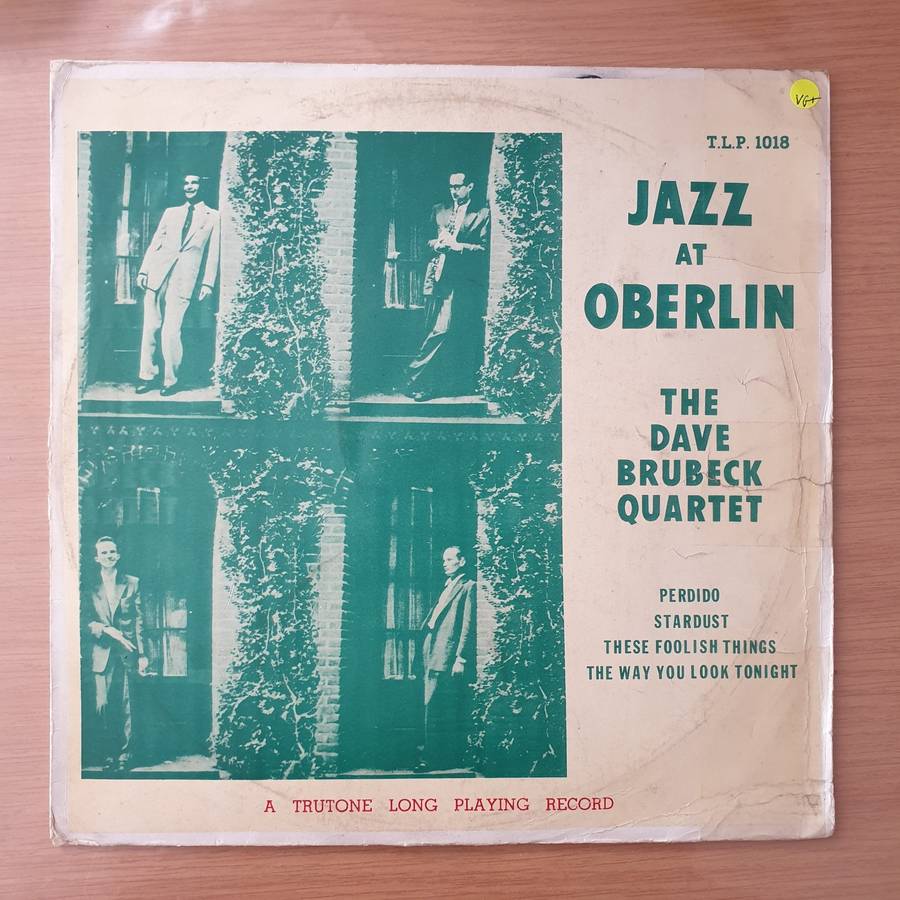 VG+
T.L.P. 1018
JAZZ
AT
OBERLIN
THE
DAVE
BRUBECK
QUARTET
PERDIDO
STARDUST
THESE FOOLISH THINGS
THE WAY YOU LOOK TONIGHT
A TRUTONE LONG PLAYING RECORD